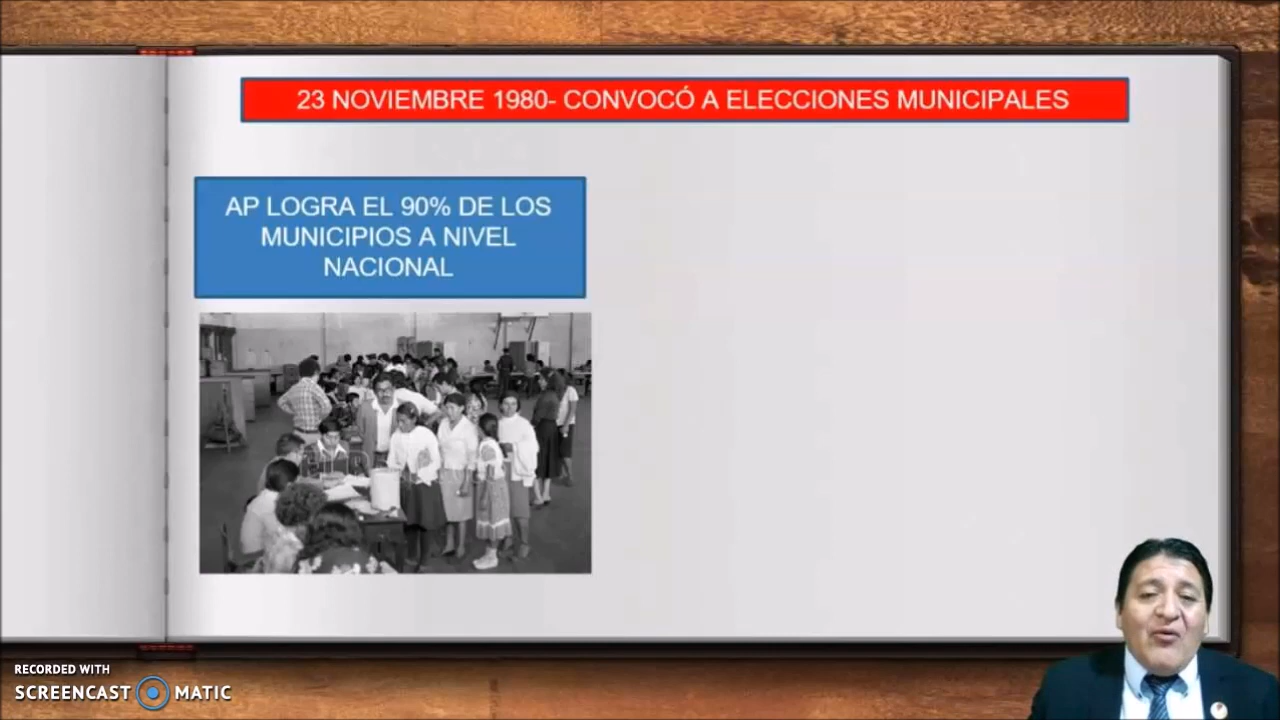 23 NOVIEMBRE 1980- CONVOCÓ A ELECCIONES MUNICIPALES
AP LOGRA EL 90% DE LOS
MUNICIPIOS A NIVEL
NACIONAL
RECORDED WITH
SCREENCAST MATIC